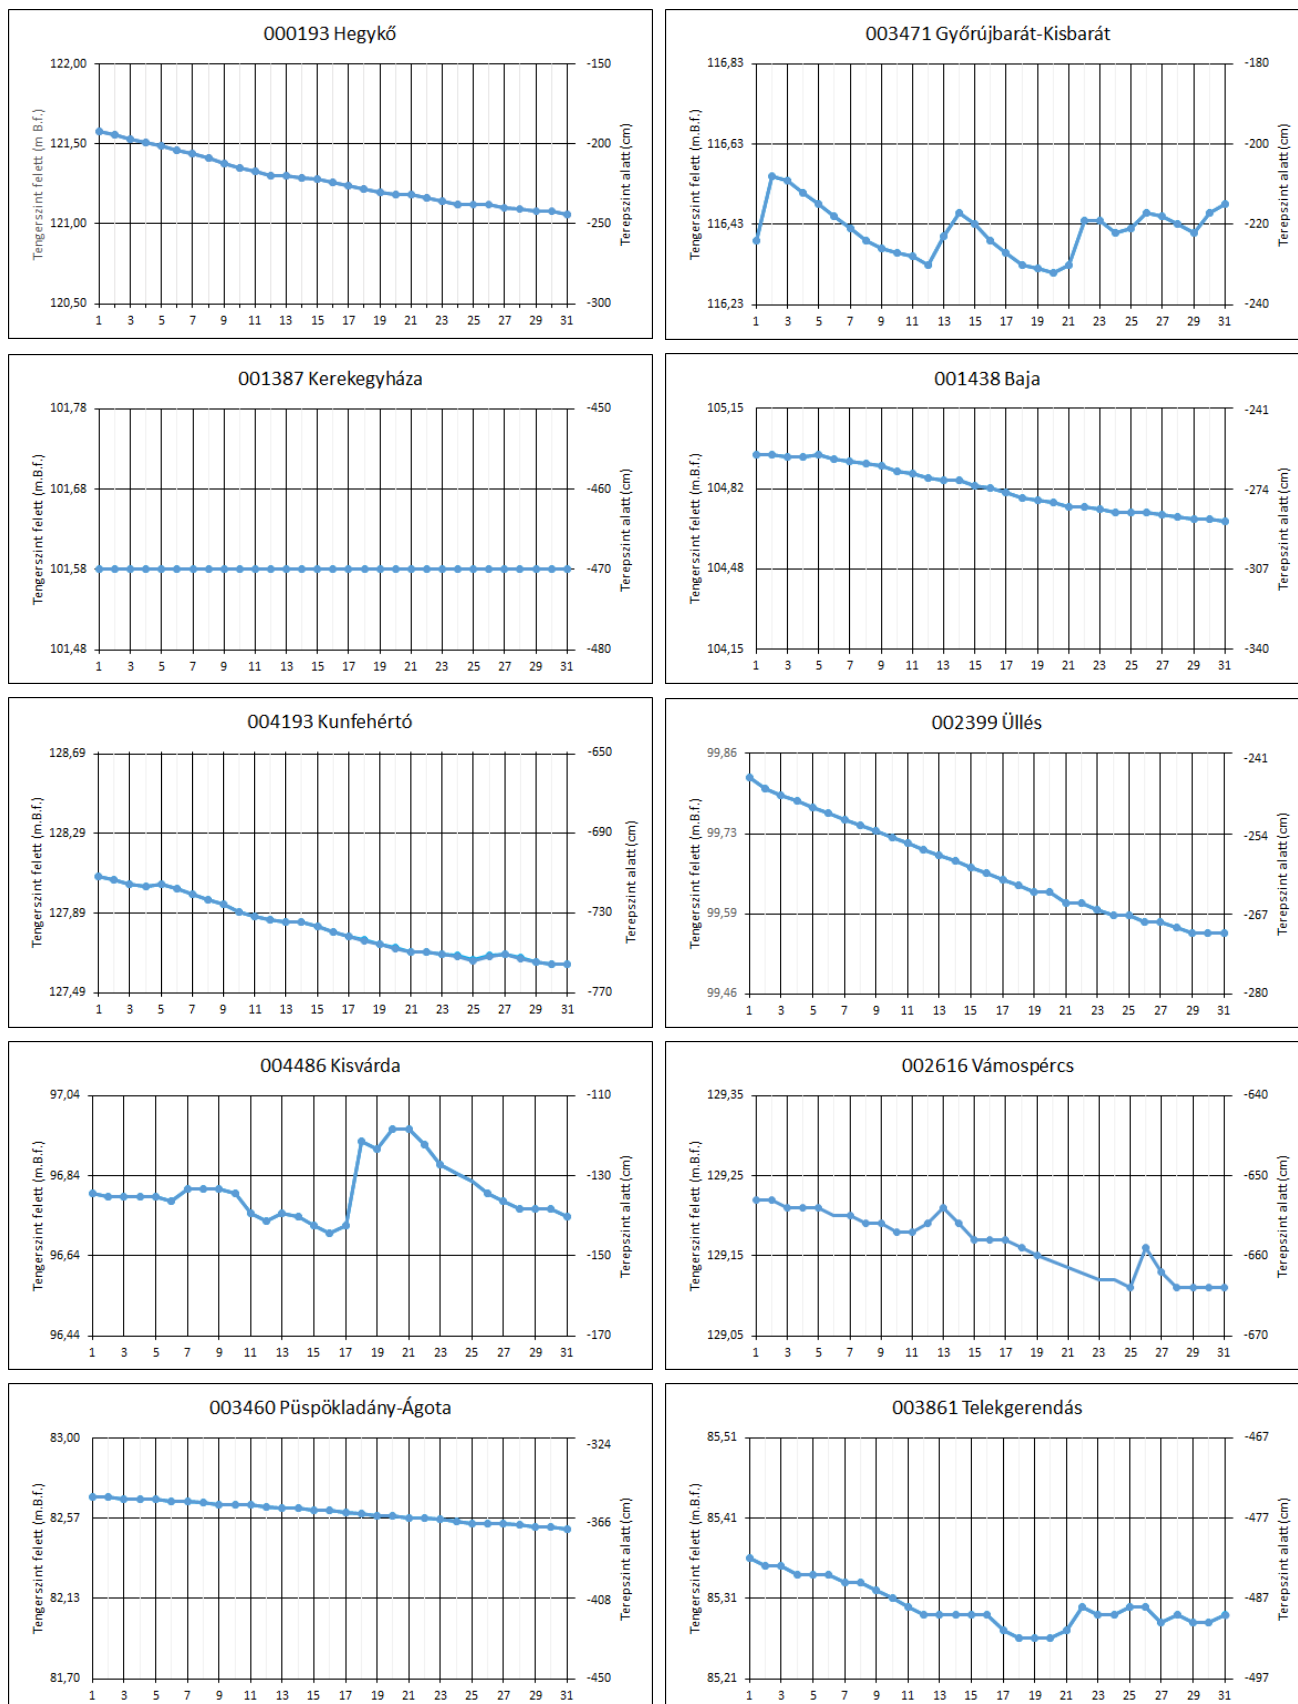 000193 Hegykő
Tengerszint felett (m B.f.)
122,00
121,50
121,00
120,50
-150
-200
-250
-300
Terepszint alatt (cm)
1 3 5 7 9 11 13 15 17 19 21 23 25 27 29 31
003471 Győrújbarát-Kisbarát
Tengerszint felett (m.B.f.)
116,83
116,63
116,43
116,23
-180
-200
-220
-240
Terepszint alatt (cm)
1 3 5 7 9 11 13 15 17 19 21 23 25 27 29 31
001387 Kerekegyháza
Tengerszint felett (m.B.f.)
101,78
101,68
101,58
101,48
-450
-460
-470
-480
Terepszint alatt (cm)
1 3 5 7 9 11 13 15 17 19 21 23 25 27 29 31
001438 Baja
Tengerszint felett (m.B.f.)
105,15
104,82
104,48
104,15
-241
-274
-307
-340
Terepszint alatt (cm)
1 3 5 7 9 11 13 15 17 19 21 23 25 27 29 31
004193 Kunfehértó
Tengerszint felett (m.B.f.)
128,69
128,29
127,89
127,49
-650
-690
-730
-770
Terepszint alatt (cm)
1 3 5 7 9 11 13 15 17 19 21 23 25 27 29 31
002399 Üllés
Tengerszint felett (m.B.f.)
99,86
99,73
99,59
99,46
-241
-254
-267
-280
Terepszint alatt (cm)
1 3 5 7 9 11 13 15 17 19 21 23 25 27 29 31
004486 Kisvárda
Tengerszint felett (m.B.f.)
97,04
96,84
96,64
96,44
-110
-130
-150
-170
Terepszint alatt (cm)
1 3 5 7 9 11 13 15 17 19 21 23 25 27 29 31
002616 Vámospércs
Tengerszint felett (m.B.f.)
129,35
129,25
129,15
129,05
-640
-650
-660
-670
Terepszint alatt (cm)
1 3 5 7 9 11 13 15 17 19 21 23 25 27 29 31
003460 Püspökladány-Ágota
Tengerszint felett (m.B.f.)
83,00
82,57
82,13
81,70
-324
-366
-408
-450
Terepszint alatt (cm)
1 3 5 7 9 11 13 15 17 19 21 23 25 27 29 31
003861 Telekgerendás
Tengerszint felett (m.B.f.)
85,51
85,41
85,31
85,21
-467
-477
-487
-497
Terepszint alatt (cm)
1 3 5 7 9 11 13 15 17 19 21 23 25 27 29 31